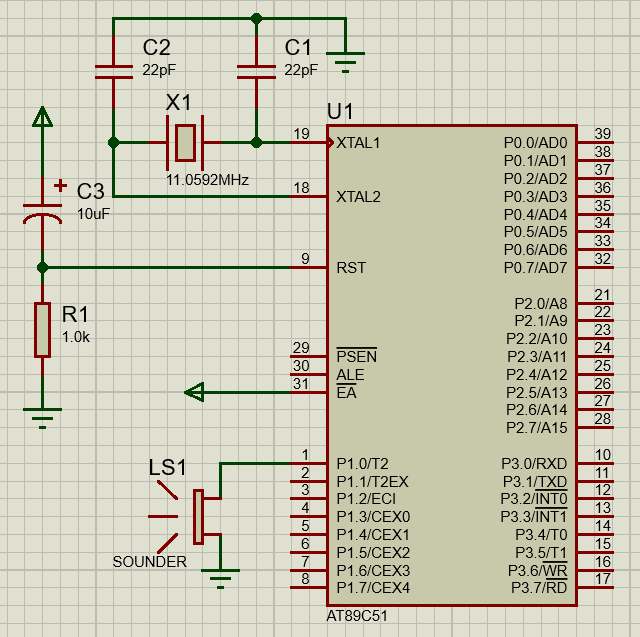 C2
22pF
C1
22pF
X1
11.0592MHz
+
C3
10uF
R1
1.0k
LS1
SOUNDER
U1
19 XTAL1
18 XTAL2
9 RST
29 PSEN
30 ALE
31 EA
1 P1.0/T2
2 P1.1/T2EX
3 P1.2/ECI
4 P1.3/CEX0
5 P1.4/CEX1
6 P1.5/CEX2
7 P1.6/CEX3
8 P1.7/CEX4
P0.0/AD0 39
P0.1/AD1 38
P0.2/AD2 37
P0.3/AD3 36
P0.4/AD4 35
P0.5/AD5 34
P0.6/AD6 33
P0.7/AD7 32
P2.0/A8 21
P2.1/A9 22
P2.2/A10 23
P2.3/A11 24
P2.4/A12 25
P2.5/A13 26
P2.6/A14 27
P2.7/A15 28
P3.0/RXD 10
P3.1/TXD 11
P3.2/INT0 12
P3.3/INT1 13
P3.4/T0 14
P3.5/T1 15
P3.6/WR 16
P3.7/RD 17
AT89C51